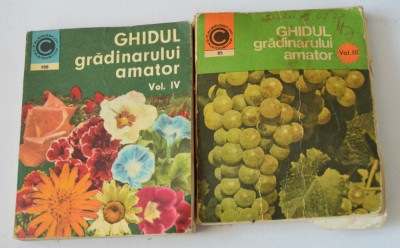 GHIDUL
grădinarului
amator
Vol. IV
C
GHIDUL
grădinarului
amator
Vol. III
C